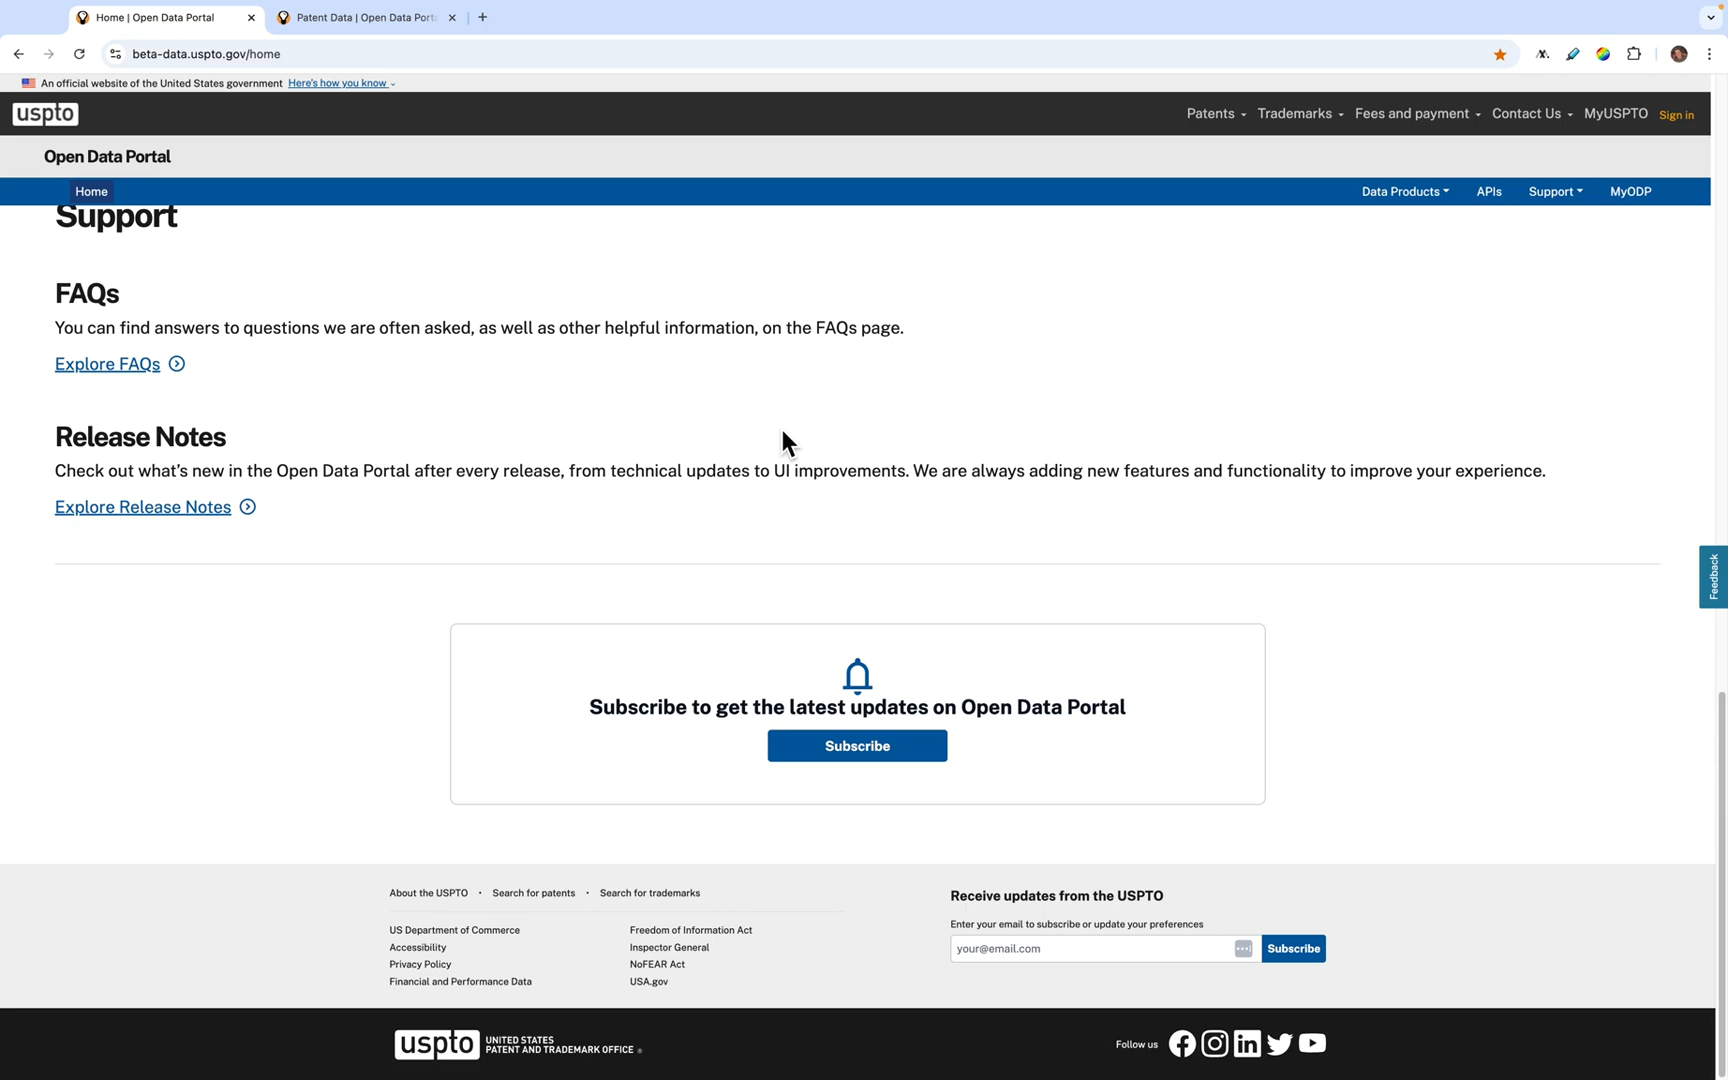 Home | Open Data Portal
Patent Data | Open Data Port
beta-data.uspto.gov/home
An official website of the United States government Here's how you know
uspto
Patents Trademarks Fees and payment Contact Us MyUSPTO Sign in
Open Data Portal
Home Data Products APIs Support MyODP
Support
FAQs
You can find answers to questions we are often asked, as well as other helpful information, on the FAQs page.
Explore FAQs
Release Notes
Check out what's new in the Open Data Portal after every release, from technical updates to UI improvements. We are always adding new features and functionality to improve your experience.
Explore Release Notes
Feedback
Subscribe to get the latest updates on Open Data Portal
Subscribe
About the USPTO • Search for patents • Search for trademarks
US Department of Commerce
Accessibility
Privacy Policy
Financial and Performance Data
Freedom of Information Act
Inspector General
NoFEAR Act
USA.gov
Receive updates from the USPTO
Enter your email to subscribe or update your preferences
your@email.com Subscribe
uspto UNITED STATES
PATENT AND TRADEMARK OFFICE ®
Follow us